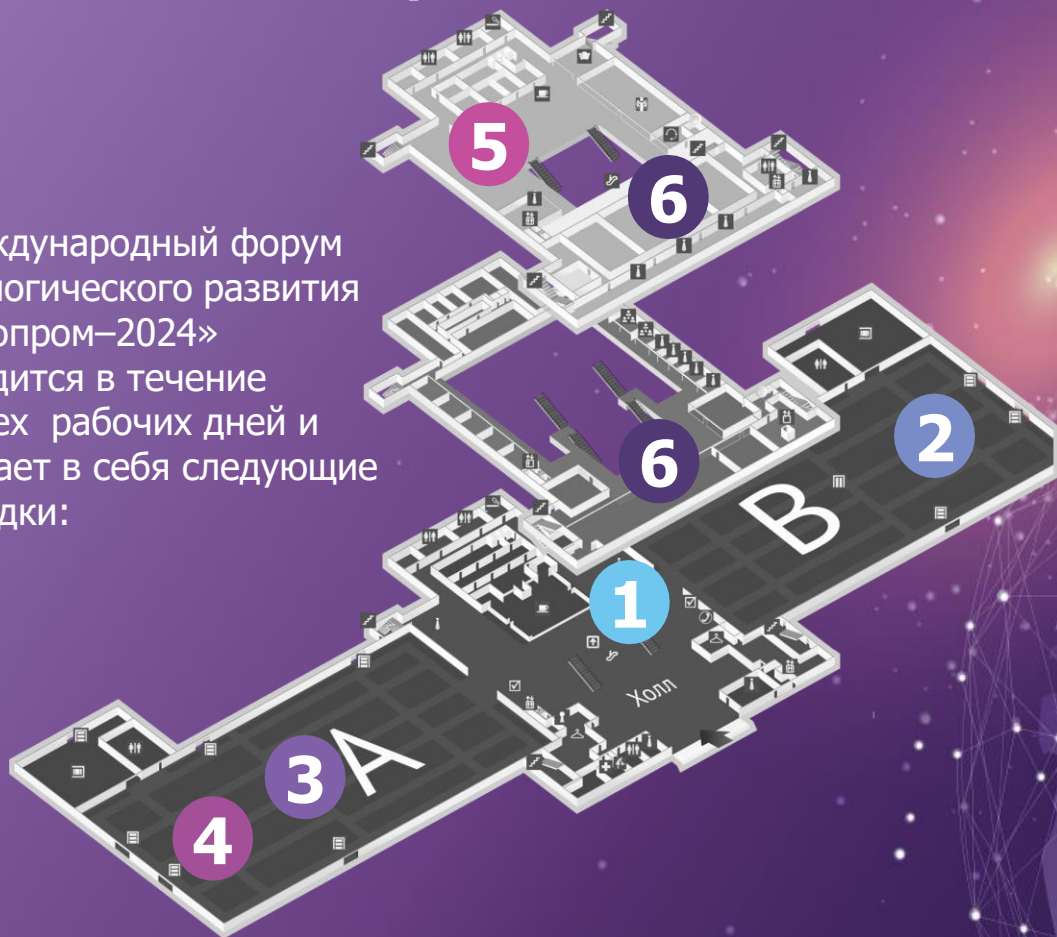 5
6
ждународный форум
логического развития
опром–2024»
дится в течение
ех рабочих дней и
ает в себя следующие
дки:
2
6
B
1
Холл
A
3
4